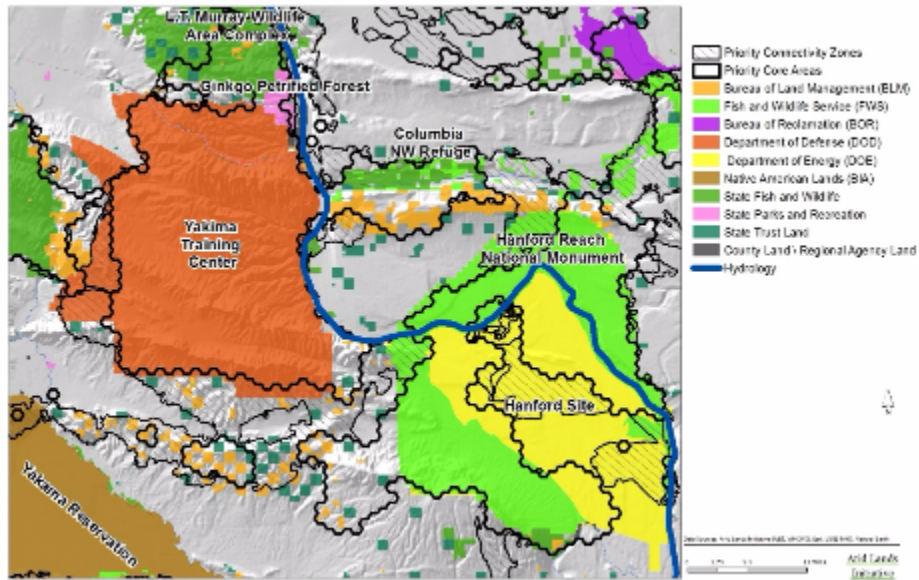 L.T. Murray Wildlife
Area Complex
Ginkgo Petrified Forest
Columbia
NW Refuge
Yakima
Training
Center
Hanford Reach
National Monument
Hanford Site
Yakama Reservation
Priority Connectivity Zones
Priority Core Areas
Bureau of Land Management (BLM)
Fish and Wildlife Service (FWS)
Bureau of Reclamation (BOR)
Department of Defense (DOD)
Department of Energy (DOE)
Native American Lands (BIA)
State Fish and Wildlife
State Parks and Recreation
State Trust Land
County Land \ Regional Agency Land
Hydrology
Arid Lands
Initiative